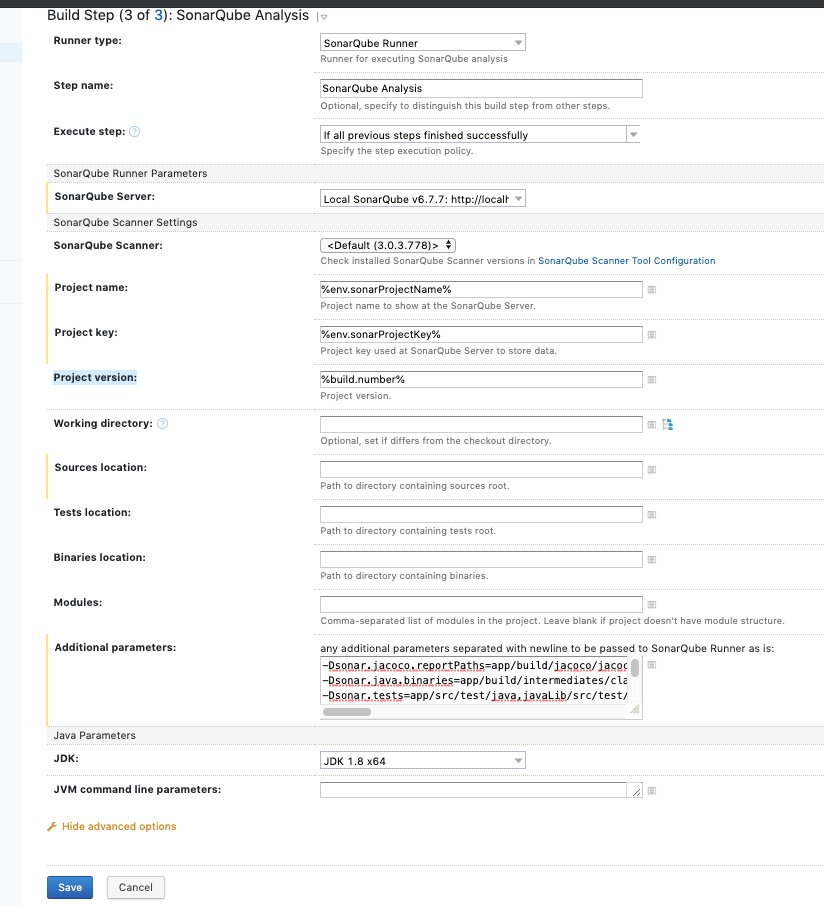 Build Step (3 of 3): SonarQube Analysis
Runner type:
SonarQube Runner
Runner for executing SonarQube analysis
Step name:
SonarQube Analysis
Optional, specify to distinguish this build step from other steps.
Execute step:
If all previous steps finished successfully
Specify the step execution policy.
SonarQube Runner Parameters
SonarQube Server:
Local SonarQube v6.7.7: http://localh
SonarQube Scanner Settings
SonarQube Scanner:
<Default (3.0.3.778)>
Check installed SonarQube Scanner versions in SonarQube Scanner Tool Configuration
Project name:
%env.sonarProjectName%
Project name to show at the SonarQube Server.
Project key:
%env.sonarProjectKey%
Project key used at SonarQube Server to store data.
Project version:
%build.number%
Project version.
Working directory:
Optional, set if differs from the checkout directory.
Sources location:
Path to directory containing sources root.
Tests location:
Path to directory containing tests root.
Binaries location:
Path to directory containing binaries.
Modules:
Comma-separated list of modules in the project. Leave blank if project doesn't have module structure.
Additional parameters:
any additional parameters separated with newline to be passed to SonarQube Runner as is:
-Dsonar.jacoco.reportPaths=app/build/jacoco/jacoc
-Dsonar.java.binaries=app/build/intermediates/cla
-Dsonar.tests=app/src/test/java,javaLib/src/test/
Java Parameters
JDK:
JDK 1.8 x64
JVM command line parameters:
Hide advanced options
Save
Cancel